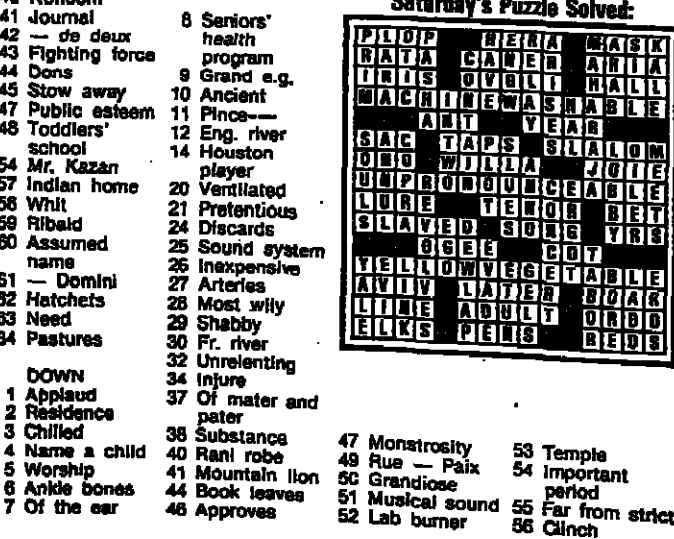 41 Journal
42 — de deux
43 Fighting force
44 Dons
45 Stow away
47 Public esteem
48 Toddlers'
school
54 Mr. Kazan
57 Indian home
58 Whit
59 Ribald
60 Assumed
name
61 — Domini
62 Hatchets
63 Need
64 Pastures
DOWN
1 Applaud
2 Residence
3 Chilled
4 Name a child
5 Worship
6 Ankle bones
7 Of the ear
8 Seniors'
health
program
9 Grand e.g.
10 Ancient
11 Pince—
12 Eng. river
14 Houston
player
20 Ventilated
21 Pretentious
24 Discards
25 Sound system
26 Inexpensive
27 Arteries
28 Most wily
29 Shabby
30 Fr. river
32 Unrelenting
34 Injure
37 Of mater and
pater
38 Substance
40 Rani robe
41 Mountain lion
44 Book leaves
46 Approves
Saturday's Puzzle Solved:
PLOP HERA MASK
RATA CANER ARIA
IRIS OVOLI HALL
MACHINEWASHABLE
ANT YEAR
SAC TAPS SLALOM
ONO WILLA JOIE
UNPRONOUNCEABLE
LURE TENOR BET
SLAVED SONG YRS
OGEE COT
YELLOWVEGETABLE
AVIV LATER BOAR
LINE ADULT ORDO
ELKS PENS REDS
47 Monstrosity
49 Rue — Paix
50 Grandiose
51 Musical sound
52 Lab burner
53 Temple
54 Important
period
55 Far from strict
56 Clinch